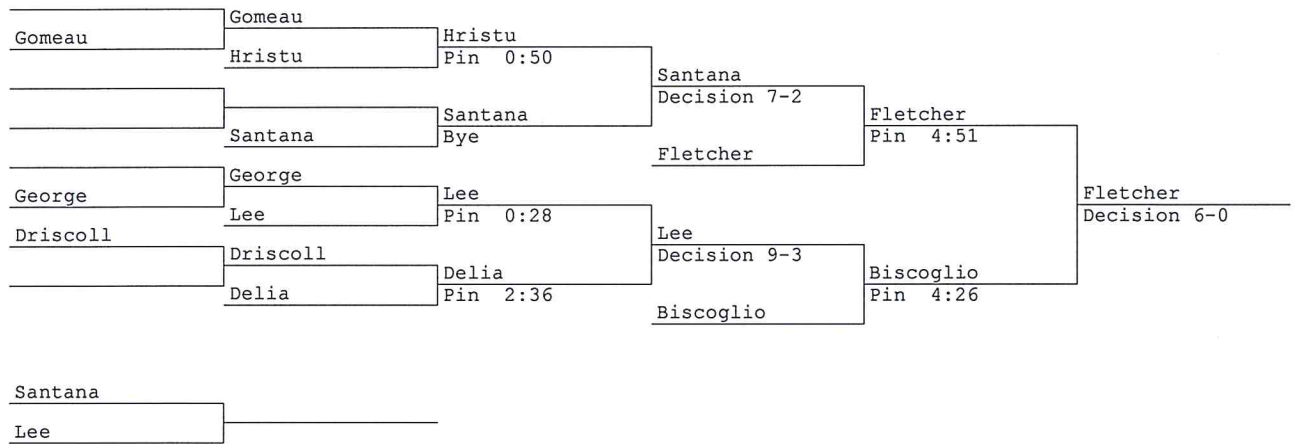 Gomeau
Gomeau
Hristu
Hristu
Pin 0:50
Santana
Decision 7-2
Santana
Santana
Bye
Fletcher
Fletcher
Pin 4:51
George
George
Lee
Lee
Pin 0:28
Fletcher
Decision 6-0
Driscoll
Driscoll
Delia
Delia
Pin 2:36
Lee
Decision 9-3
Biscoglio
Biscoglio
Pin 4:26
Santana
Lee